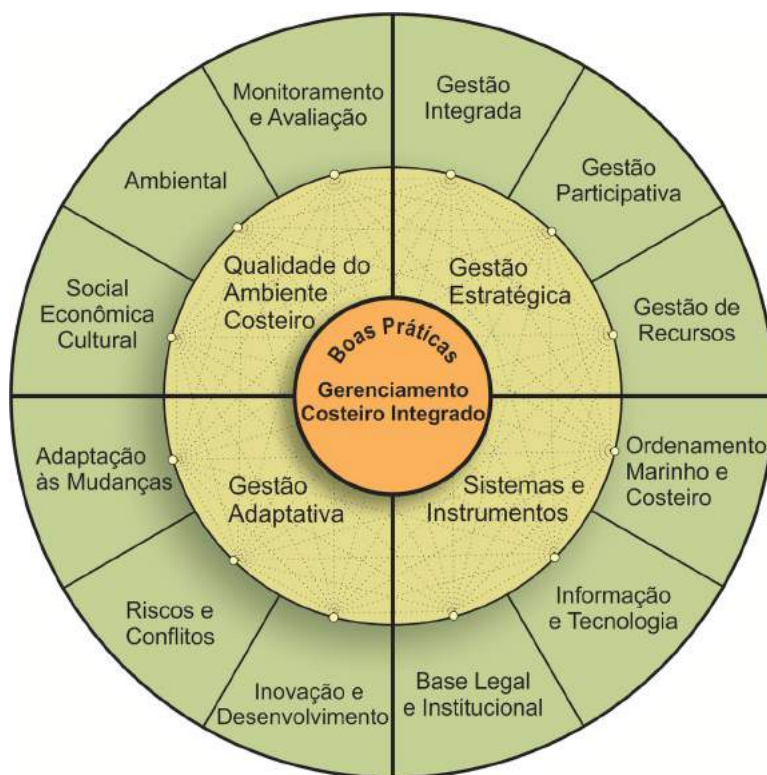 Monitoramento
e Avaliação
Gestão
Integrada
Ambiental
Gestão
Participativa
Social
Econômica
Cultural
Qualidade do
Ambiente
Costeiro
Gestão
Estratégica
Gestão de
Recursos
Boas Práticas
Gerenciamento
Costeiro Integrado
Adaptação
às Mudanças
Gestão
Adaptativa
Sistemas e
Instrumentos
Ordenamento
Marinho e
Costeiro
Riscos e
Conflitos
Informação
e Tecnologia
Inovação e
Desenvolvimento
Base Legal
e Institucional